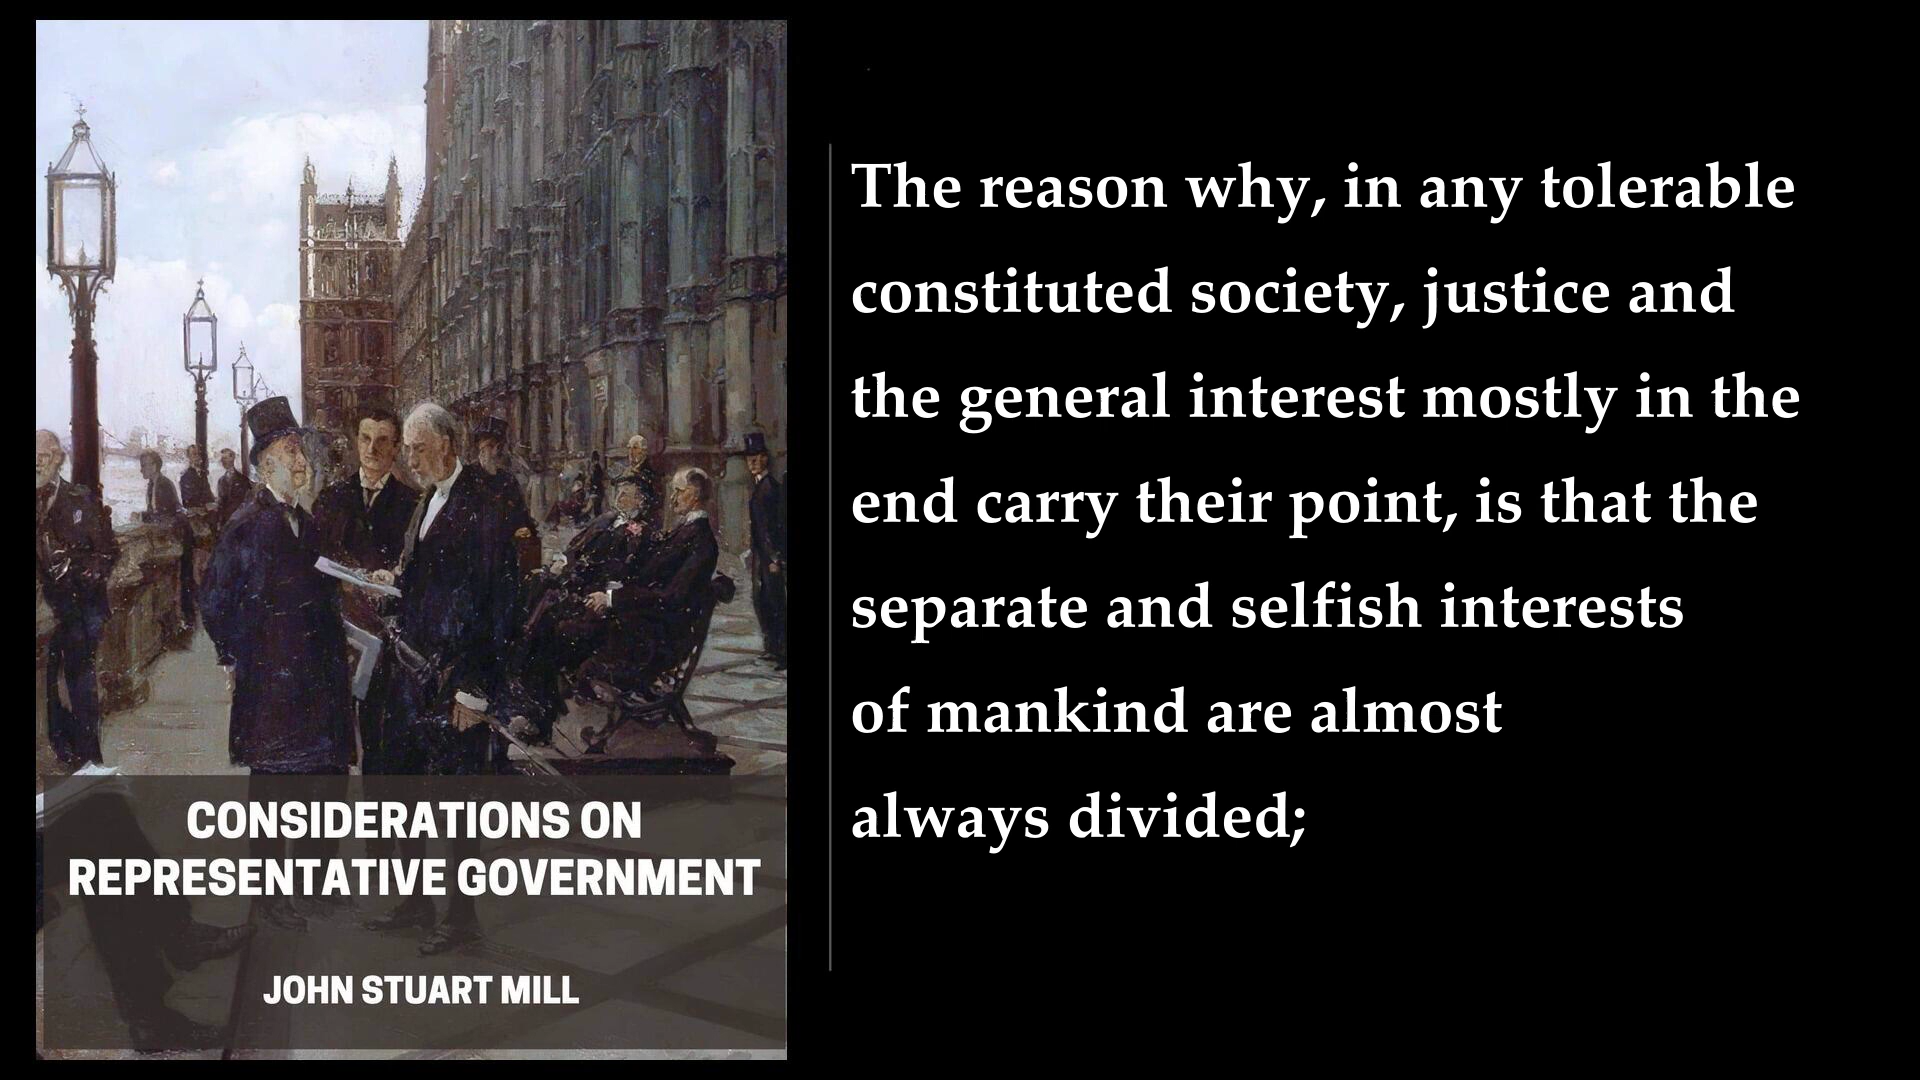 CONSIDERATIONS ON
REPRESENTATIVE GOVERNMENT
JOHN STUART MILL
The reason why, in any tolerable
constituted society, justice and
the general interest mostly in the
end carry their point, is that the
separate and selfish interests
of mankind are almost
always divided;